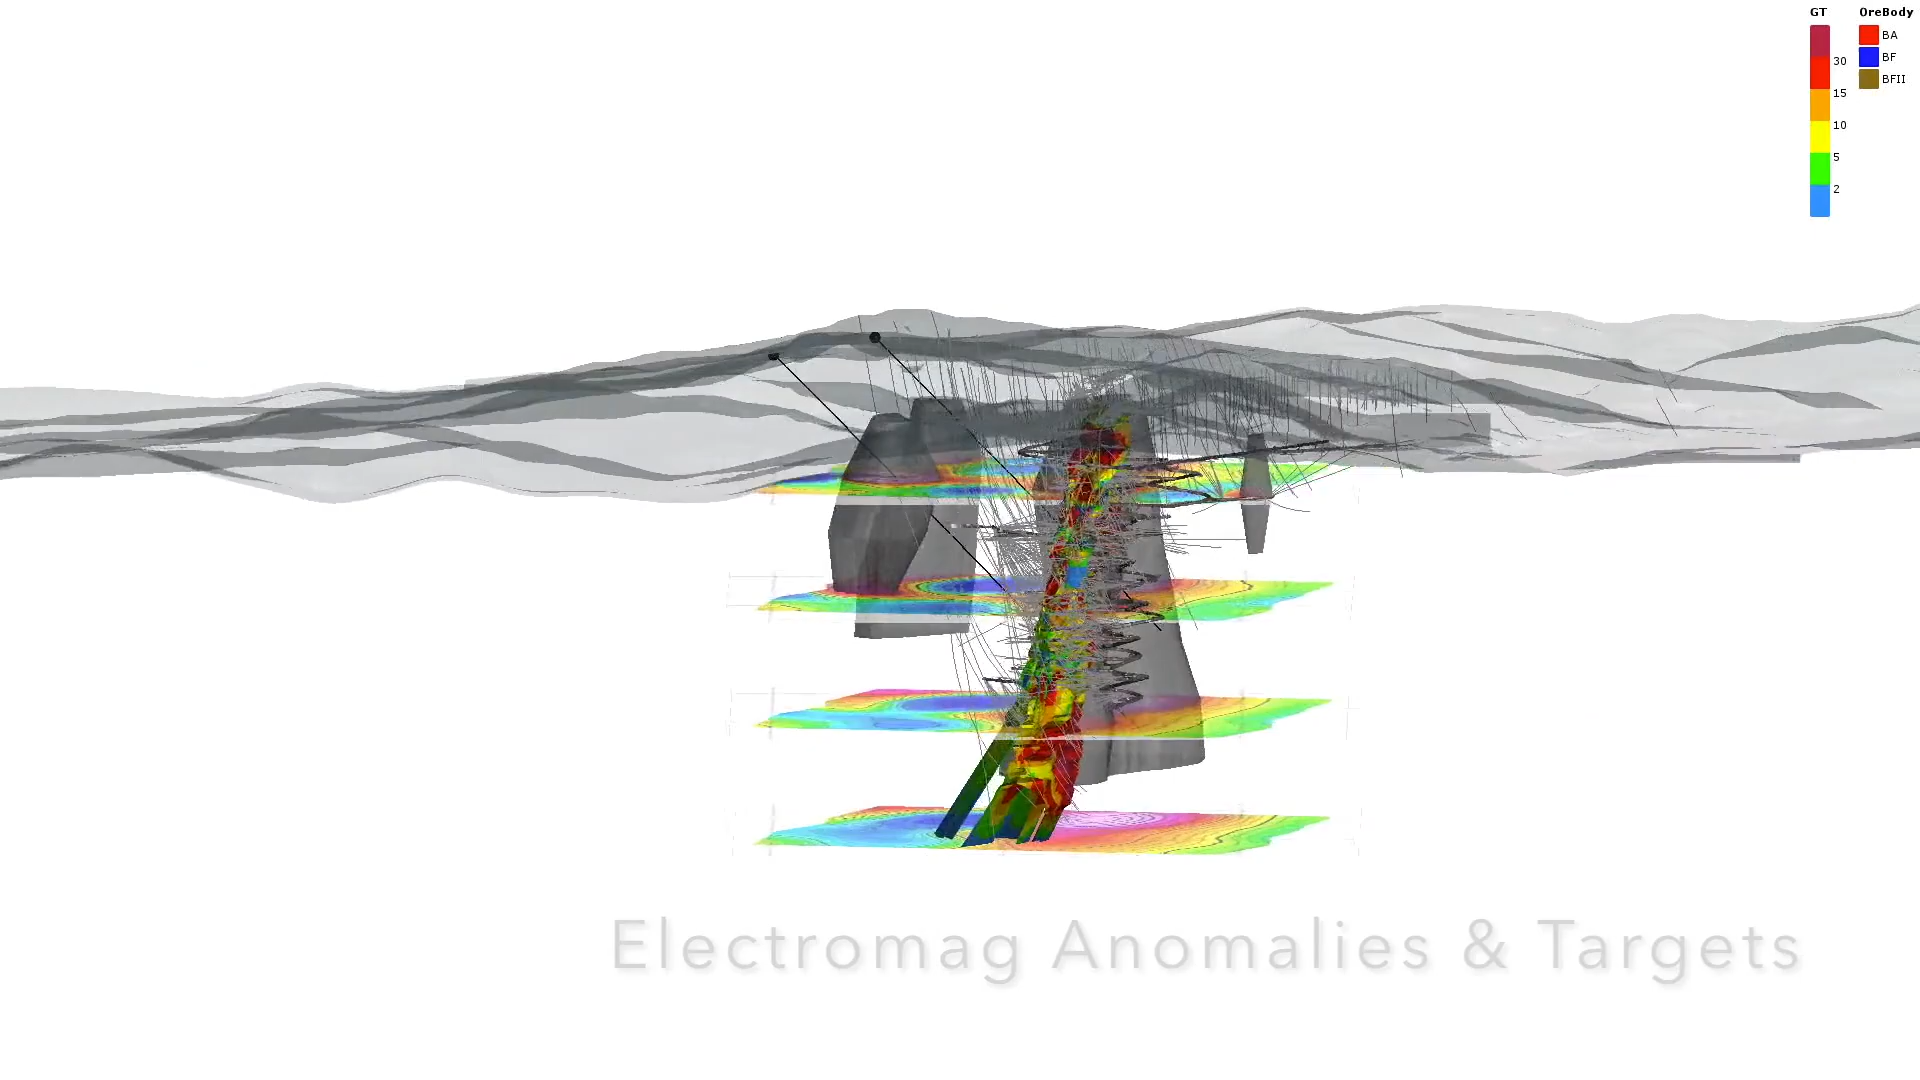 GT OreBody
BA
BF
BFII
30
15
10
5
2
Electromag Anomalies & Targets